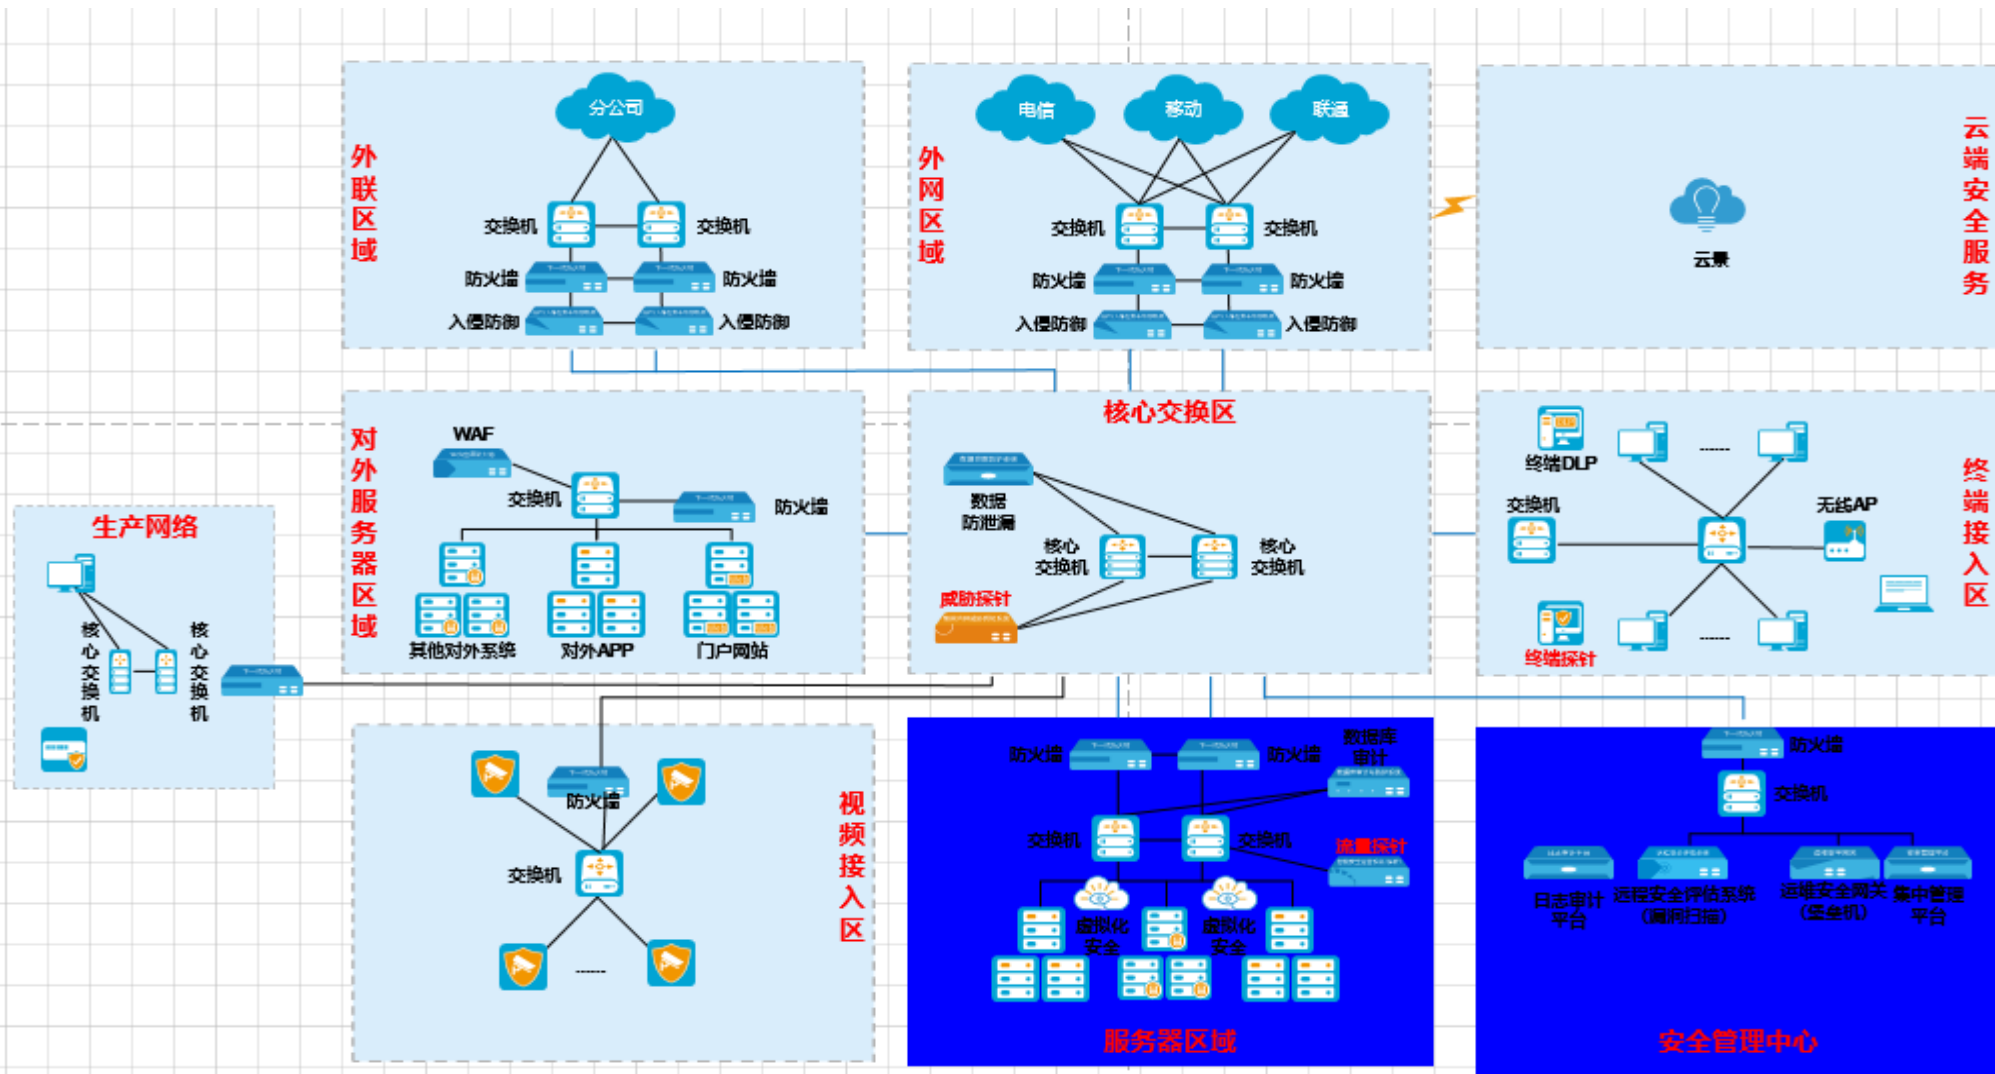 外联区域
分公司
交换机
交换机
防火墙
防火墙
入侵防御
入侵防御
外网区域
电信
移动
联通
交换机
交换机
防火墙
防火墙
入侵防御
入侵防御
云端安全服务
云景
对外服务器区域
WAF
交换机
防火墙
其他对外系统
对外APP
门户网站
核心交换区
数据
防泄漏
核心
交换机
核心
交换机
威胁探针
终端接入区
终端DLP
······
交换机
无线AP
终端探针
······
生产网络
核心交换机
核心交换机
视频接入区
防火墙
交换机
······
防火墙
防火墙
数据库
审计
交换机
交换机
流量探针
虚拟化
安全
虚拟化
安全
服务器区域
防火墙
交换机
日志审计
平台
远程安全评估系统
（漏洞扫描）
运维安全网关
（堡垒机）
集中管理
平台
安全管理中心